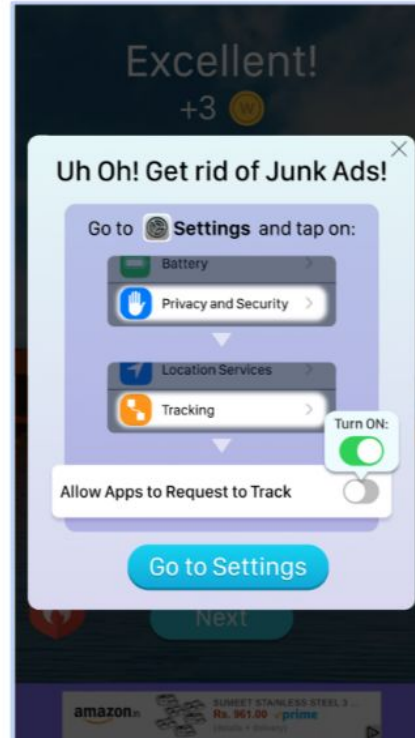 Excellent!
+3 W
Uh Oh! Get rid of Junk Ads!
Go to Settings and tap on:
Battery
Privacy and Security
Location Services
Tracking
Turn ON:
Allow Apps to Request to Track
Go to Settings
Next
amazon.in
SUMEET STAINLESS STEEL 3 ...
Rs. 961.00 prime
(details + delivery)